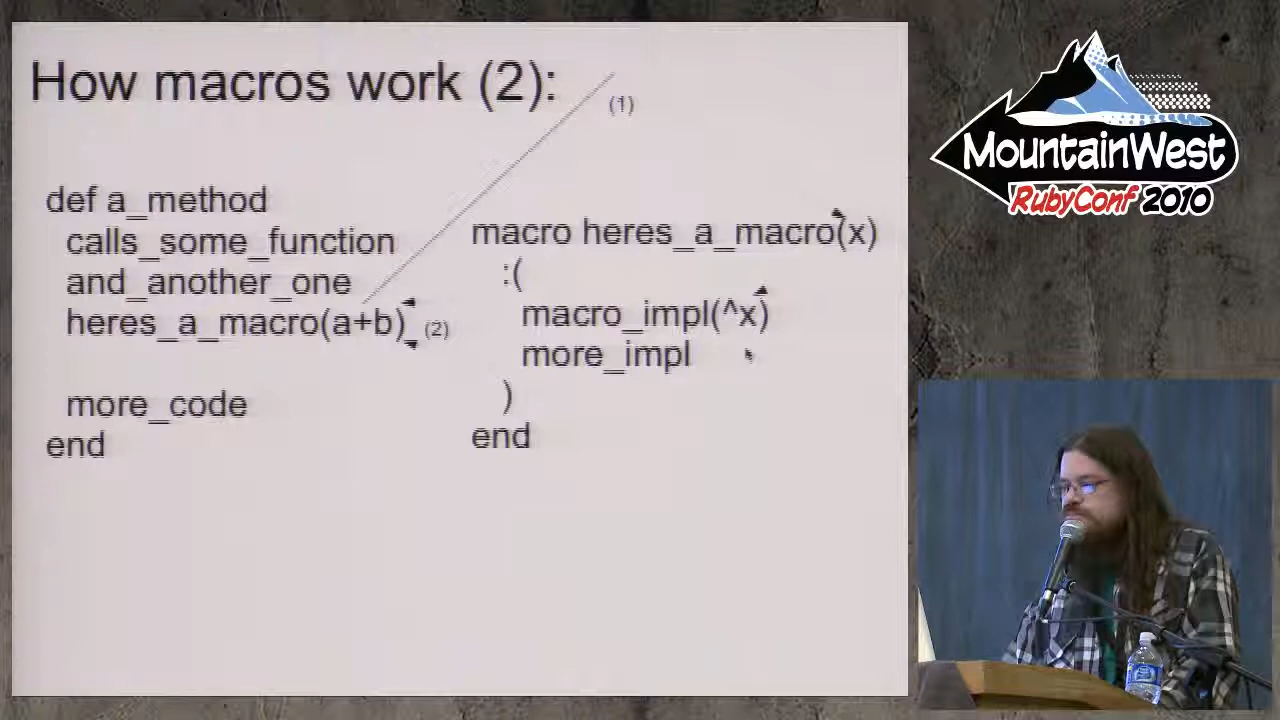 How macros work (2):
(1)
def a_method
calls_some_function
and_another_one
heres_a_macro(a+b)
(2)
more_code
end
macro heres_a_macro(x)
:(
macro_impl(^x)
more_impl
)
end
MountainWest
RubyConf 2010